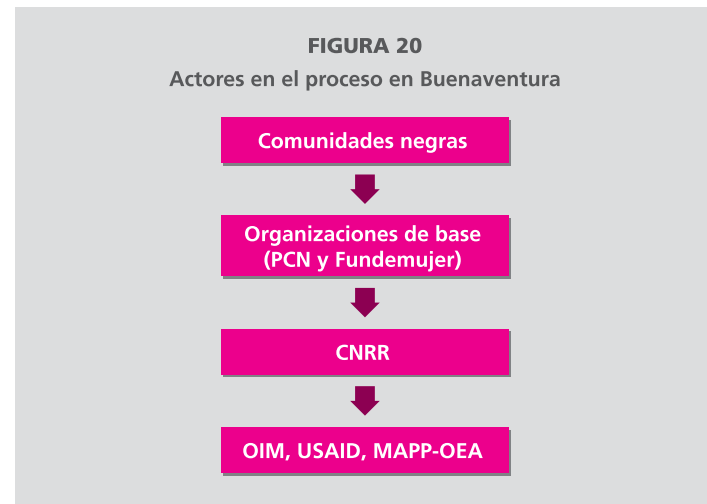 FIGURA 20
Actores en el proceso en Buenaventura
Comunidades negras
Organizaciones de base
(PCN y Fundemujer)
CNRR
OIM, USAID, MAPP-OEA